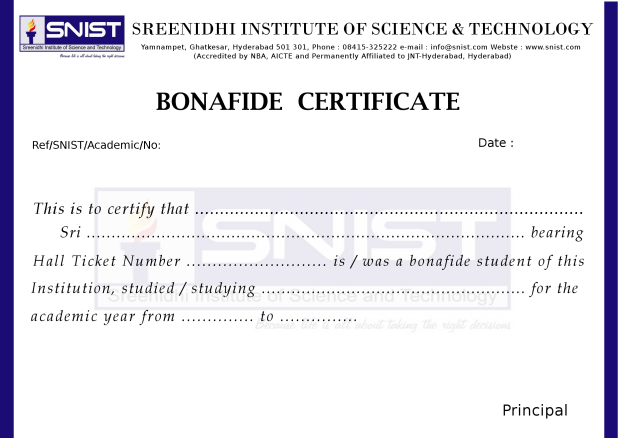 SNIST
Sreenidhi Institute of Science and Technology
Because life is all about taking the right decisions
SREENIDHI INSTITUTE OF SCIENCE & TECHNOLOGY
Yamnampet, Ghatkesar, Hyderabad 501 301, Phone : 08415-325222 e-mail : info@snist.com Webste : www.snist.com
(Accredited by NBA, AICTE and Permanently Affiliated to JNT-Hyderabad, Hyderabad)
BONAFIDE CERTIFICATE
Ref/SNIST/Academic/No:
Date :
SNIST
This is to certify that ..............................................................................
Sri ....................................................................................... bearing
Hall Ticket Number ............................ is / was a bonafide student of this
Institution, studied / studying ..................................................... for the
Sreenidhi Institute of Science and Technology
academic year from .............. to ...............
Because life is all about taking the right decisions
Principal